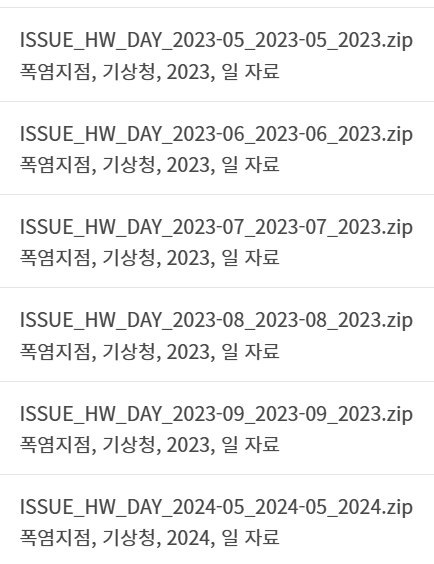 ISSUE_HW_DAY_2023-05_2023-05_2023.zip
폭염지점, 기상청, 2023, 일 자료
ISSUE_HW_DAY_2023-06_2023-06_2023.zip
폭염지점, 기상청, 2023, 일 자료
ISSUE_HW_DAY_2023-07_2023-07_2023.zip
폭염지점, 기상청, 2023, 일 자료
ISSUE_HW_DAY_2023-08_2023-08_2023.zip
폭염지점, 기상청, 2023, 일 자료
ISSUE_HW_DAY_2023-09_2023-09_2023.zip
폭염지점, 기상청, 2023, 일 자료
ISSUE_HW_DAY_2024-05_2024-05_2024.zip
폭염지점, 기상청, 2024, 일 자료